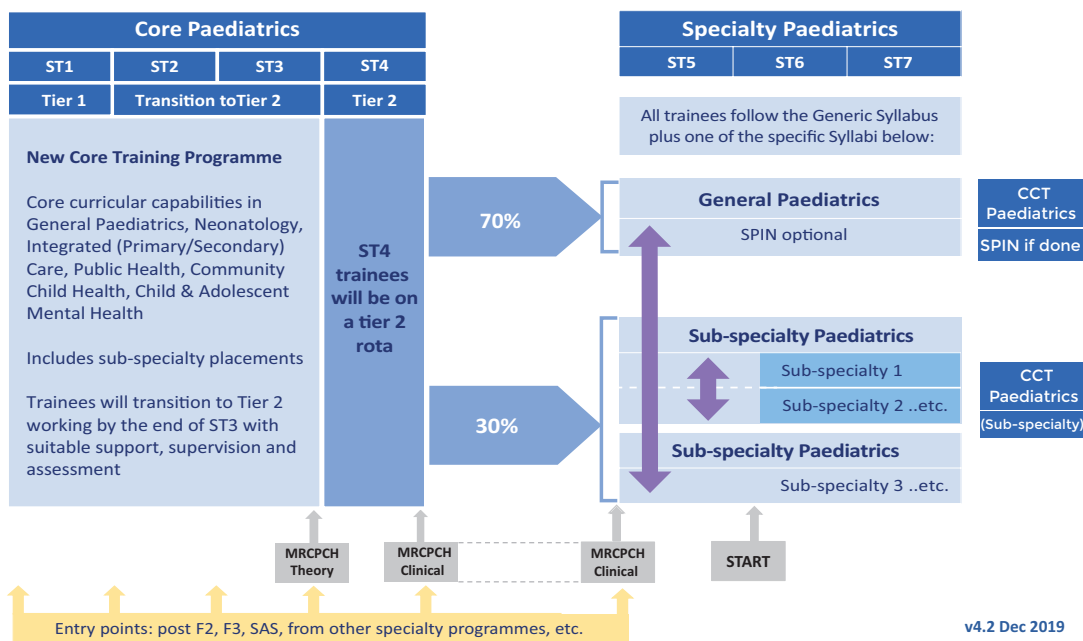 Core Paediatrics
ST1
ST2
ST3
ST4
Tier 1
Transition toTier 2
Tier 2
New Core Training Programme
Core curricular capabilities in
General Paediatrics, Neonatology,
Integrated (Primary/Secondary)
Care, Public Health, Community
Child Health, Child & Adolescent
Mental Health
Includes sub-specialty placements
Trainees will transition to Tier 2
working by the end of ST3 with
suitable support, supervision and
assessment
ST4
trainees
will be on
a tier 2
rota
70%
30%
Specialty Paediatrics
ST5
ST6
ST7
All trainees follow the Generic Syllabus
plus one of the specific Syllabi below:
General Paediatrics
SPIN optional
CCT
Paediatrics
SPIN if done
Sub-specialty Paediatrics
Sub-specialty 1
Sub-specialty 2 ..etc.
Sub-specialty Paediatrics
Sub-specialty 3 ..etc.
CCT
Paediatrics
(Sub-specialty)
MRCPCH
Theory
MRCPCH
Clinical
MRCPCH
Clinical
START
Entry points: post F2, F3, SAS, from other specialty programmes, etc.
v4.2 Dec 2019